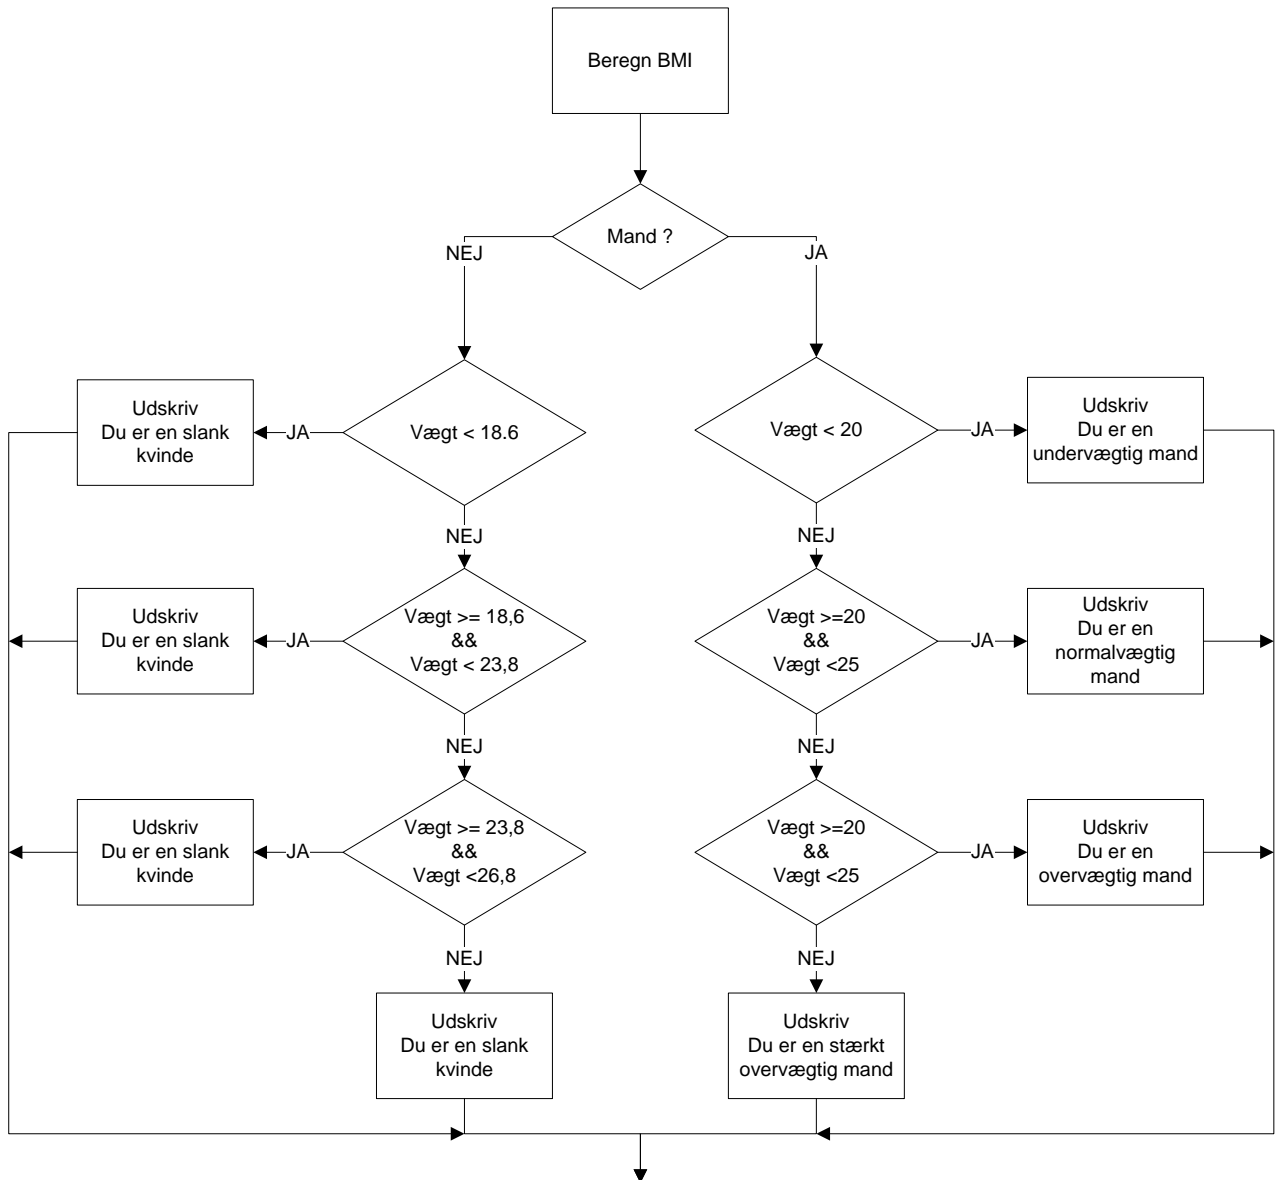 Beregn BMI
Mand ?
NEJ
JA
Udskriv
Du er en slank
kvinde
JA
Vægt < 18.6
Vægt < 20
JA
Udskriv
Du er en
undervægtig mand
NEJ
NEJ
Udskriv
Du er en slank
kvinde
JA
Vægt >= 18,6
&&
Vægt < 23,8
Vægt >=20
&&
Vægt <25
JA
Udskriv
Du er en
normalvægtig
mand
NEJ
NEJ
Udskriv
Du er en slank
kvinde
JA
Vægt >= 23,8
&&
Vægt <26,8
Vægt >=20
&&
Vægt <25
JA
Udskriv
Du er en
overvægtig mand
NEJ
NEJ
Udskriv
Du er en slank
kvinde
Udskriv
Du er en stærkt
overvægtig mand